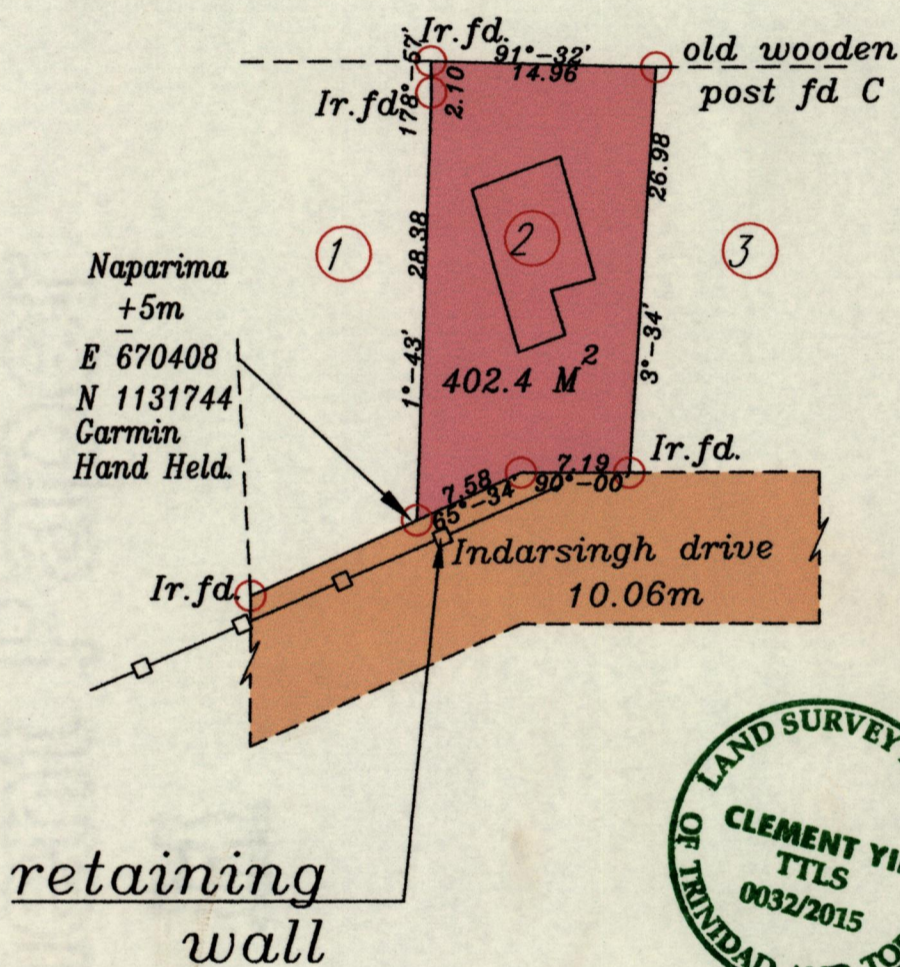 Ir.fd.
91°-32'
14.96
old wooden
post fd C
178°-57'
2.10
Ir.fd.
26.98
1
2
3
28.38
Naparima
+5m
E 670408
N 1131744
Garmin
Hand Held.
1°-43'
402.4 M²
3°-34'
7.58
65°-34'
7.19
90°-00'
Ir.fd.
Indarsingh drive
10.06m
Ir.fd.
retaining
wall
LAND SURVEY
OF TRINIDAD AND
CLEMENT
TTLS
0032/2015